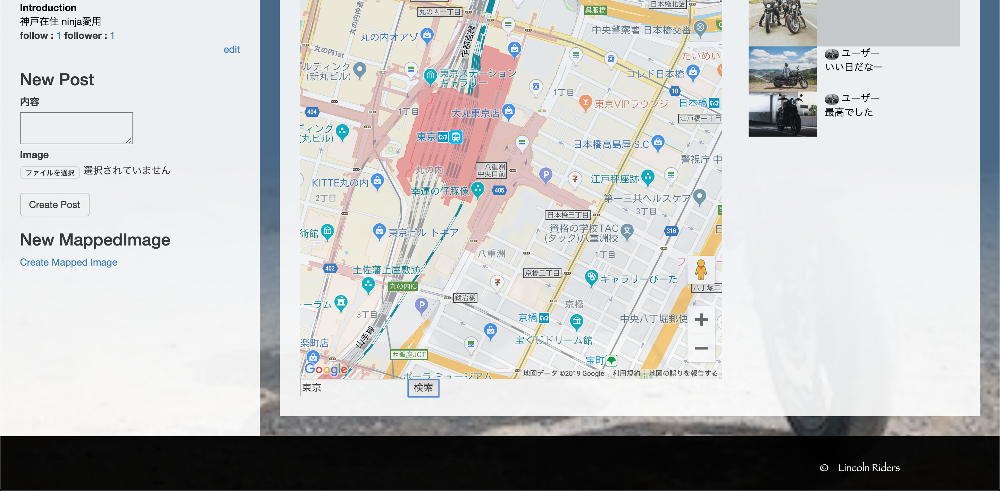 Introduction
神戸在住 ninja愛用
follow : 1 follower : 1
edit
New Post
内容
Image
ファイルを選択 選択されていません
Create Post
New MappedImage
Create Mapped Image
丸の内一丁目
呉服橋
日本橋北詰
丸の内仲通
宇都宮線
中央警察署 日本橋交番
丸の内オアゾ
丸の内1st
たいめい
ルディング
(新丸ビル)
東京ステーション
ギャラリー
コレド日本橋
1丁目
10
東京VIPラウンジ
日本橋
404
1丁目
大丸東京店
江戸橋一丁目
ディング
(丸ビル)
東京
日本橋高島屋 S.C
警視庁 中
丸の内
八重洲
中央口前
P
KITTE丸の内
江戸秤座跡
幸運の仔豚像
405
2丁目
第一三共ヘルスケア
3丁目
日本橋三丁目
術館
東京ビル トキア
資格の学校TAC
(タック)八重洲校
316
八重洲
1丁目
402
土佐藩上屋敷跡
京橋二丁目
ギャラリーびーた
丸の内IC
八丁堀二
鍛冶橋
ーラム
P
京橋
3丁目
京橋
中央八丁堀郵便
山手線
楽町店
宝くじドリーム館
西銀座JCT
宝町
Google
ポーラ ミュージアム
地図データ ©2019 Google 利用規約 地図の誤りを報告する
東京 検索
ユーザー
いい日だなー
ユーザー
最高でした
© Lincoln Riders